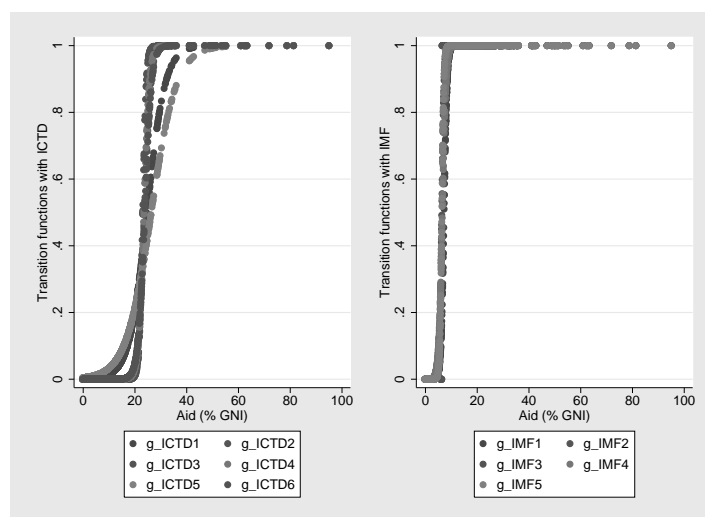 Transition functions with ICTD
1
.8
.6
.4
.2
0
0 20 40 60 80 100
Aid (% GNI)
g_ICTD1 g_ICTD2
g_ICTD3 g_ICTD4
g_ICTD5 g_ICTD6
Transition functions with IMF
1
.8
.6
.4
.2
0
0 20 40 60 80 100
Aid (% GNI)
g_IMF1 g_IMF2
g_IMF3 g_IMF4
g_IMF5